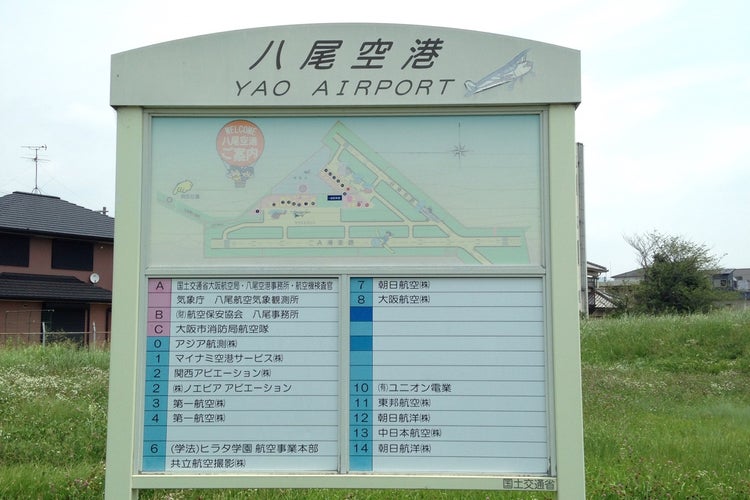 八尾空港
YAO AIRPORT
WELCOME
八尾空港
ご案内
A 国土交通省大阪航空局・八尾空港事務所・航空機検査官
気象庁 八尾航空気象観測所
B (財)航空保安協会 八尾事務所
C 大阪市消防局航空隊
0 アジア航測(株)
1 マイナミ空港サービス(株)
2 関西アビエーション(株)
2 (株)ノエビア アビエーション
3 第一航空(株)
4 第一航空(株)
6 (学法)ヒラタ学園 航空事業本部
共立航空撮影(株)
7 朝日航空(株)
8 大阪航空(株)
10 (有)ユニオン電業
11 東邦航空(株)
12 朝日航洋(株)
13 中日本航空(株)
14 朝日航洋(株)
国土交通省